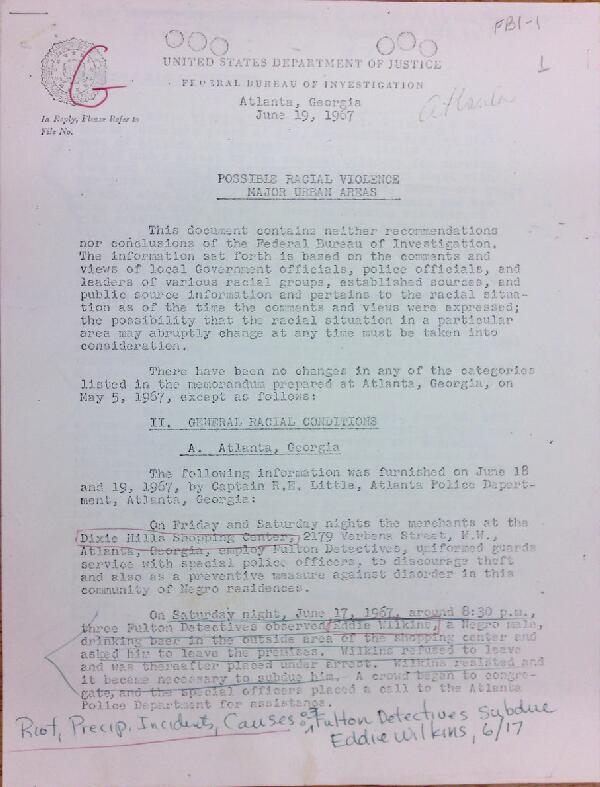 FBI-1
1
UNITED STATES DEPARTMENT OF JUSTICE
FEDERAL BUREAU OF INVESTIGATION
Atlanta, Georgia
June 19, 1967
Atlanta
In Reply, Please Refer to
File No.
POSSIBLE RACIAL VIOLENCE
MAJOR URBAN AREAS
This document contains neither recommendations
nor conclusions of the Federal Bureau of Investigation.
The information set forth is based on the comments and
views of local Government officials, police officials, and
leaders of various racial groups, established sources, and
public source information and pertains to the racial situa-
tion as of the time the comments and views were expressed;
the possibility that the racial situation in a particular
area may abruptly change at any time must be taken into
consideration.
There have been no changes in any of the categories
listed in the memorandum prepared at Atlanta, Georgia, on
May 5, 1967, except as follows:
II. GENERAL RACIAL CONDITIONS
A. Atlanta, Georgia
The following information was furnished on June 18
and 19, 1967, by Captain R.E. Little, Atlanta Police Depart-
ment, Atlanta, Georgia:
On Friday and Saturday nights the merchants at the
Dixie Hills Shopping Center, 2179 Verbena Street, N.W.,
Atlanta, Georgia, employ Fulton Detectives, uniformed guards
service with special police officers, to discourage theft
and also as a preventive measure against disorder in this
community of Negro residences.
On Saturday night, June 17, 1967, around 8:30 p.m.,
three Fulton Detectives observed Eddie Wilkins, a Negro male,
drinking beer in the outside area of the shopping center and
asked him to leave the premises. Wilkins refused to leave
and was thereafter placed under arrest. Wilkins resisted and
it became necessary to subdue him. A crowd began to congre-
gate, and the special officers placed a call to the Atlanta
Police Department for assistance.
Riot, Precip. Incidents, Causes of: Fulton Detectives Subdue
Eddie Wilkins, 6/17